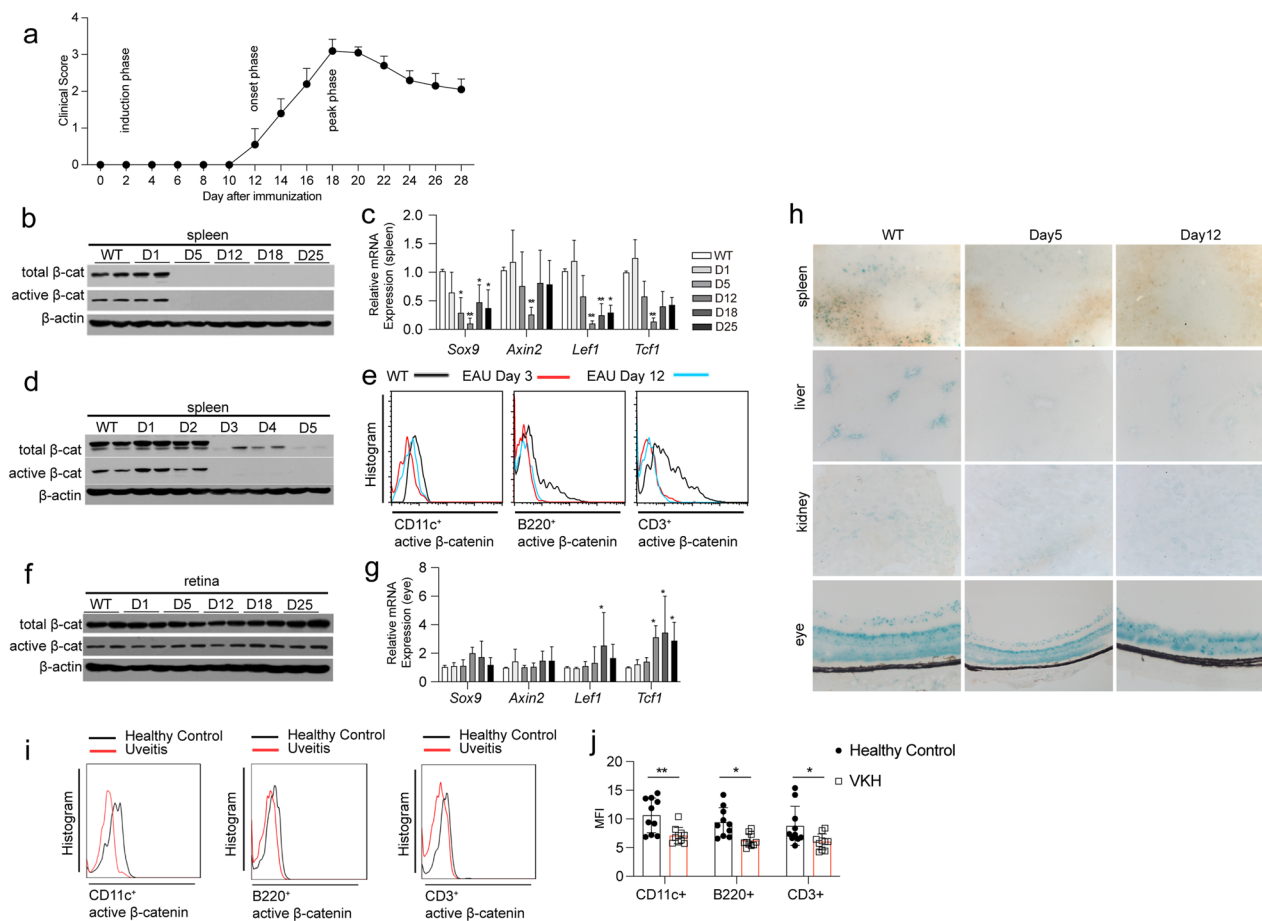 a
Clinical Score
4
3
2
1
0
induction phase
onset phase
peak phase
0 2 4 6 8 10 12 14 16 18 20 22 24 26 28
Day after immunization
b
spleen
WT D1 D5 D12 D18 D25
total β-cat
active β-cat
β-actin
c
Relative mRNA
Expression (spleen)
2.0
1.5
1.0
0.5
0.0
* ** * * ** ** ** * **
Sox9 Axin2 Lef1 Tcf1
WT
D1
D5
D12
D18
D25
d
spleen
WT D1 D2 D3 D4 D5
total β-cat
active β-cat
β-actin
e
WT EAU Day 3 EAU Day 12
Histogram
CD11c⁺
active β-catenin
B220⁺
active β-catenin
CD3⁺
active β-catenin
f
retina
WT D1 D5 D12 D18 D25
total β-cat
active β-cat
β-actin
g
Relative mRNA
Expression (eye)
8
6
4
2
0
* * * *
Sox9 Axin2 Lef1 Tcf1
h
WT Day5 Day12
spleen
liver
kidney
eye
i
Healthy Control
Uveitis
Histogram
CD11c⁺
active β-catenin
Healthy Control
Uveitis
Histogram
B220⁺
active β-catenin
Healthy Control
Uveitis
Histogram
CD3⁺
active β-catenin
j
Healthy Control
VKH
MFI
20
15
10
5
0
** * *
CD11c+ B220+ CD3+